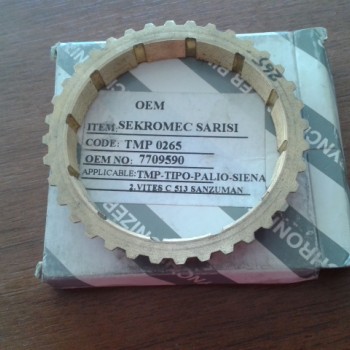 OEM
ITEM: SEKROMEC SARISI
CODE: TMP 0265
OEM NO: 7709590
APPLICABLE: TMP-TIPO-PALIO-SIENA
2.VITES C 513 SANZUMAN
265